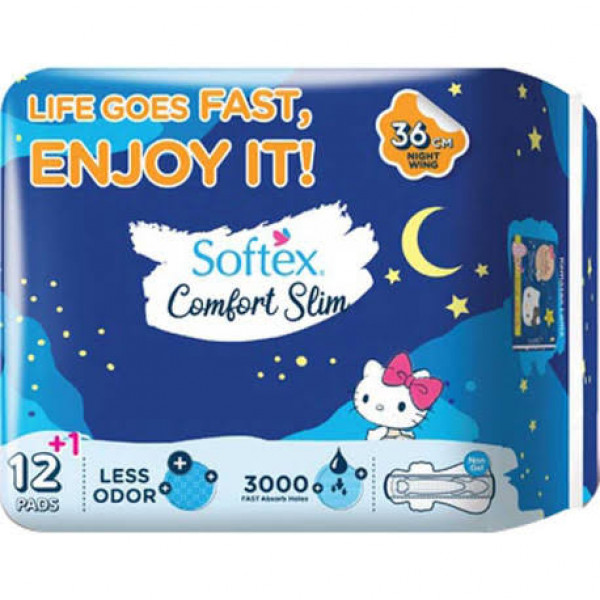 LIFE GOES FAST,
ENJOY IT!
36 CM
NIGHT
WING
Softex®
Comfort Slim
12 +1
PADS
LESS
ODOR
3000
FAST Absorb Holes
Non
Gel